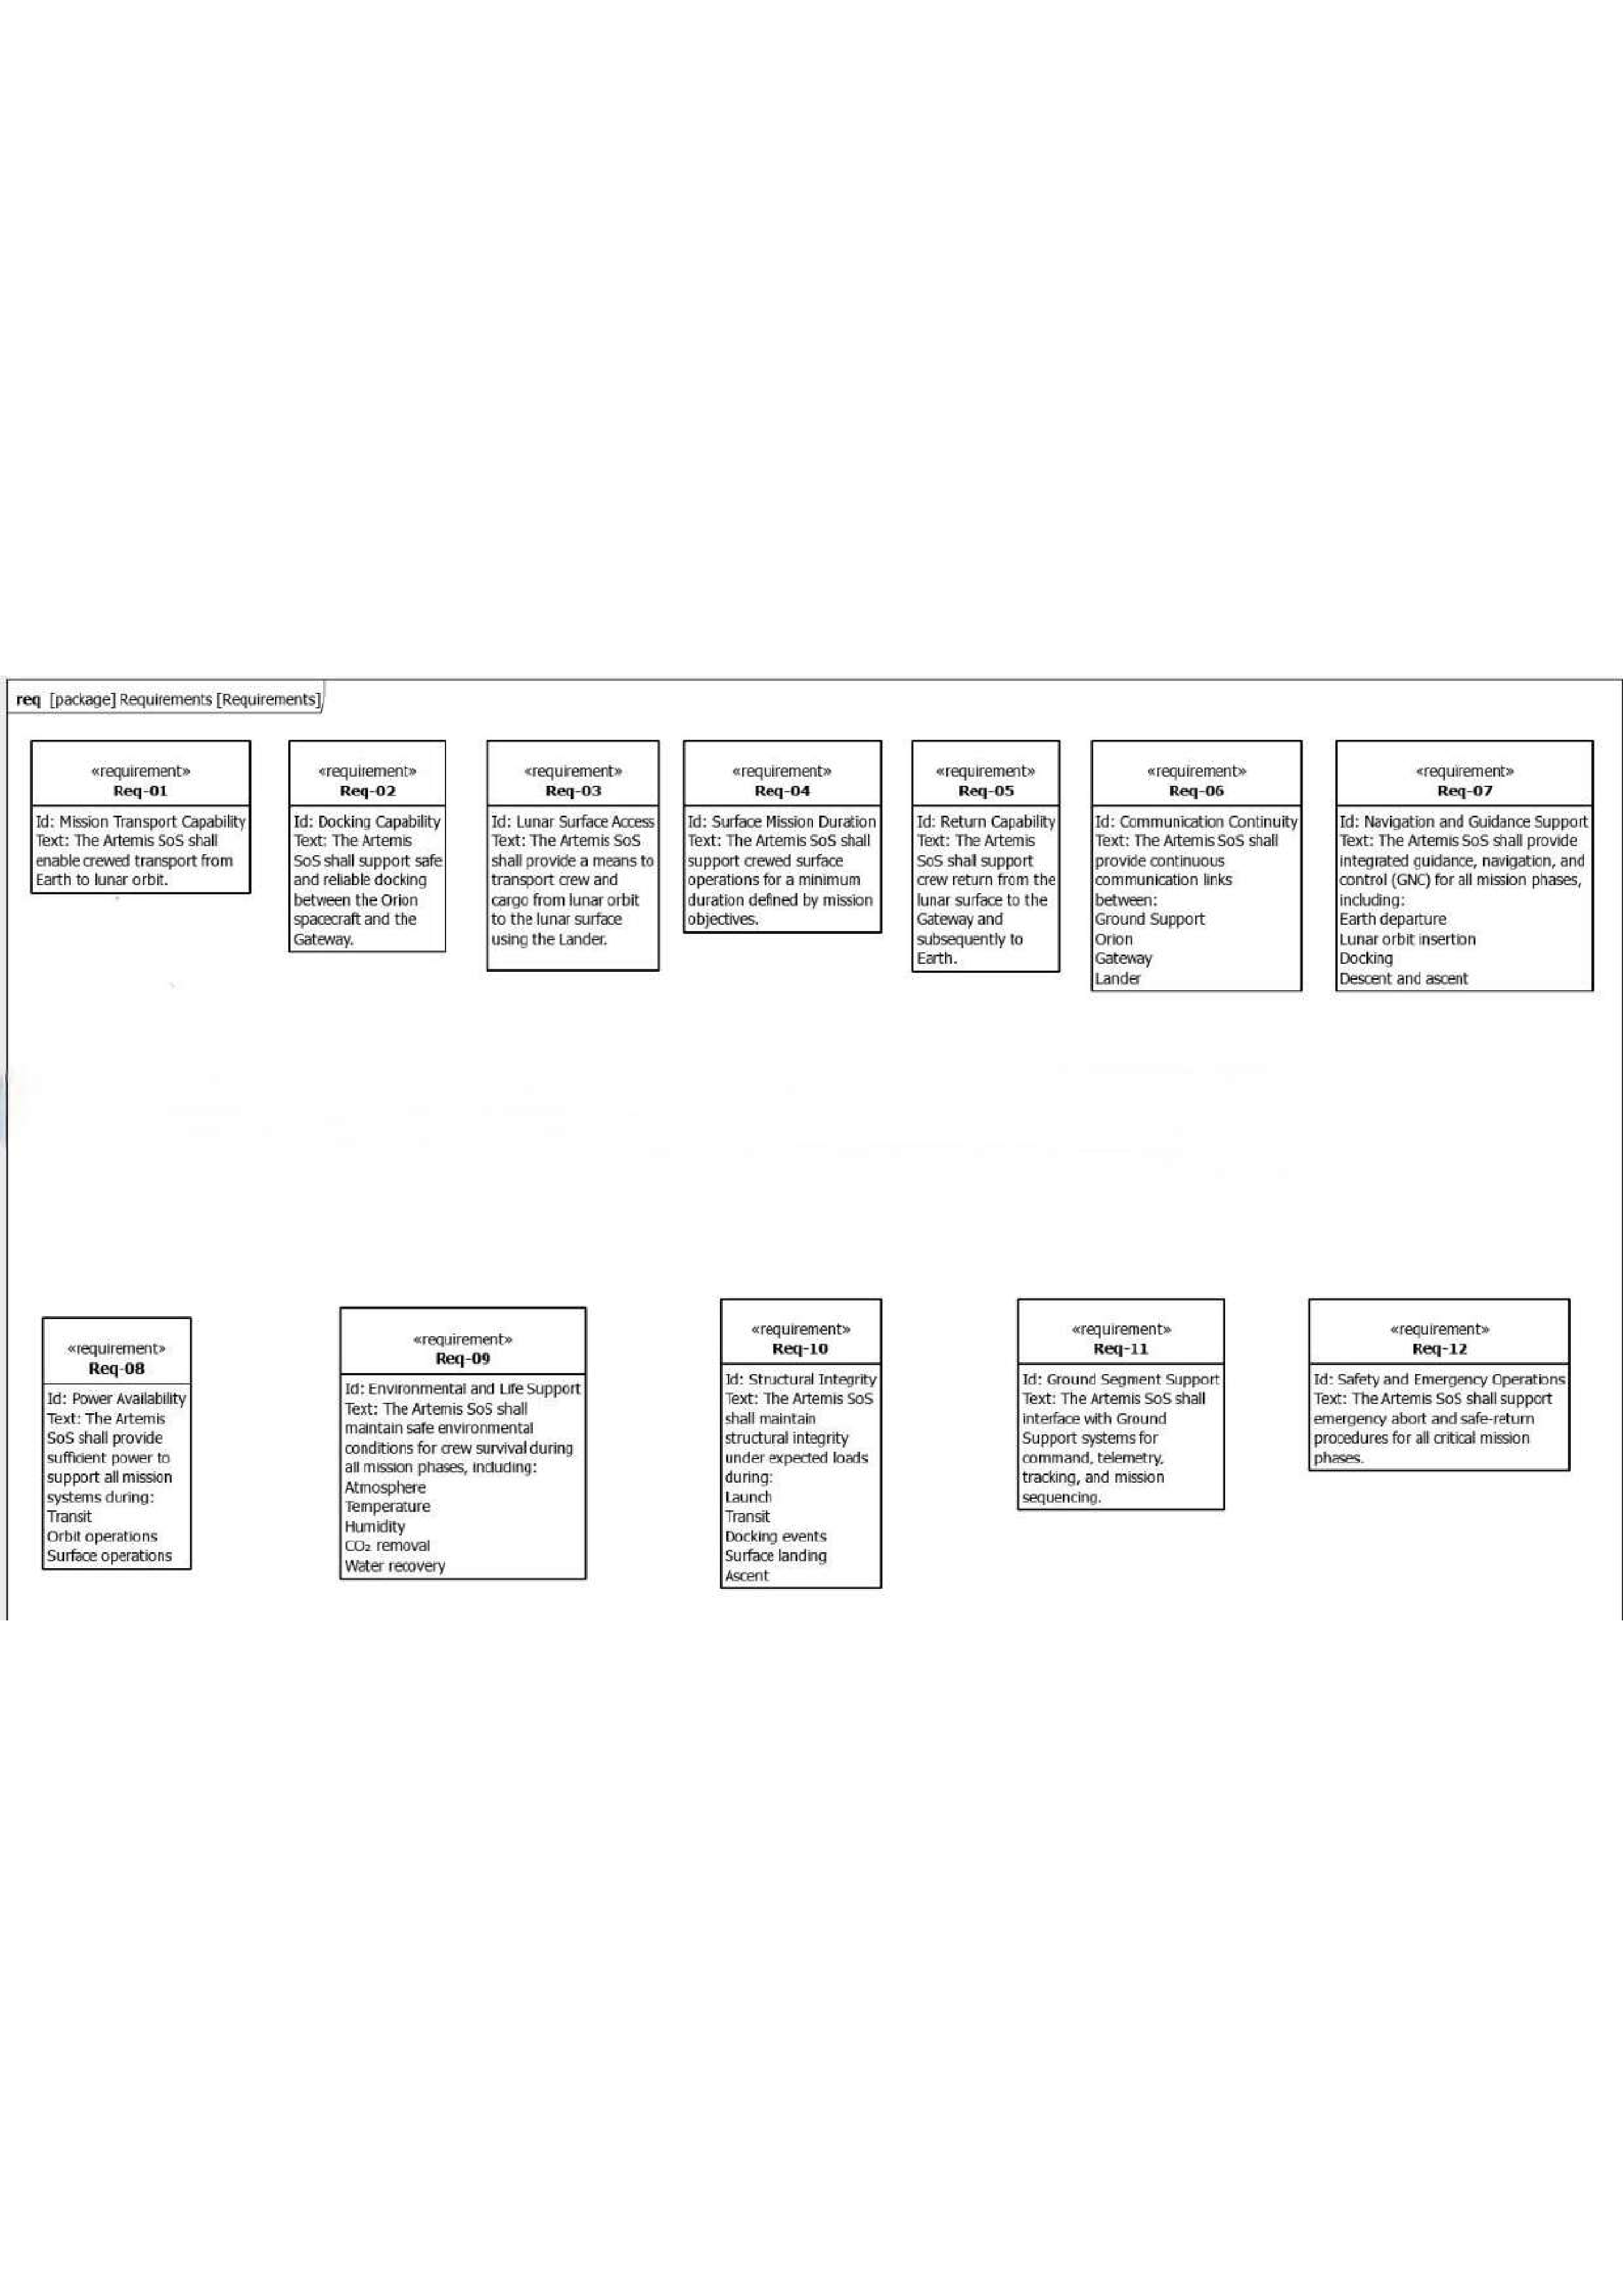 req [package] Requirements [Requirements]
«requirement»
Req-01
Id: Mission Transport Capability
Text: The Artemis SoS shall
enable crewed transport from
Earth to lunar orbit.
«requirement»
Req-02
Id: Docking Capability
Text: The Artemis
SoS shall support safe
and reliable docking
between the Orion
spacecraft and the
Gateway.
«requirement»
Req-03
Id: Lunar Surface Access
Text: The Artemis SoS
shall provide a means to
transport crew and
cargo from lunar orbit
to the lunar surface
using the Lander.
«requirement»
Req-04
Id: Surface Mission Duration
Text: The Artemis SoS shall
support crewed surface
operations for a minimum
duration defined by mission
objectives.
«requirement»
Req-05
Id: Return Capability
Text: The Artemis
SoS shall support
crew return from the
lunar surface to the
Gateway and
subsequently to
Earth.
«requirement»
Req-06
Id: Communication Continuity
Text: The Artemis SoS shall
provide continuous
communication links
between:
Ground Support
Orion
Gateway
Lander
«requirement»
Req-07
Id: Navigation and Guidance Support
Text: The Artemis SoS shall provide
integrated guidance, navigation, and
control (GNC) for all mission phases,
including:
Earth departure
Lunar orbit insertion
Docking
Descent and ascent
«requirement»
Req-08
Id: Power Availability
Text: The Artemis
SoS shall provide
sufficient power to
support all mission
systems during:
Transit
Orbit operations
Surface operations
«requirement»
Req-09
Id: Environmental and Life Support
Text: The Artemis SoS shall
maintain safe environmental
conditions for crew survival during
all mission phases, including:
Atmosphere
Temperature
Humidity
CO₂ removal
Water recovery
«requirement»
Req-10
Id: Structural Integrity
Text: The Artemis SoS
shall maintain
structural integrity
under expected loads
during:
Launch
Transit
Docking events
Surface landing
Ascent
«requirement»
Req-11
Id: Ground Segment Support
Text: The Artemis SoS shall
interface with Ground
Support systems for
command, telemetry,
tracking, and mission
sequencing.
«requirement»
Req-12
Id: Safety and Emergency Operations
Text: The Artemis SoS shall support
emergency abort and safe-return
procedures for all critical mission
phases.